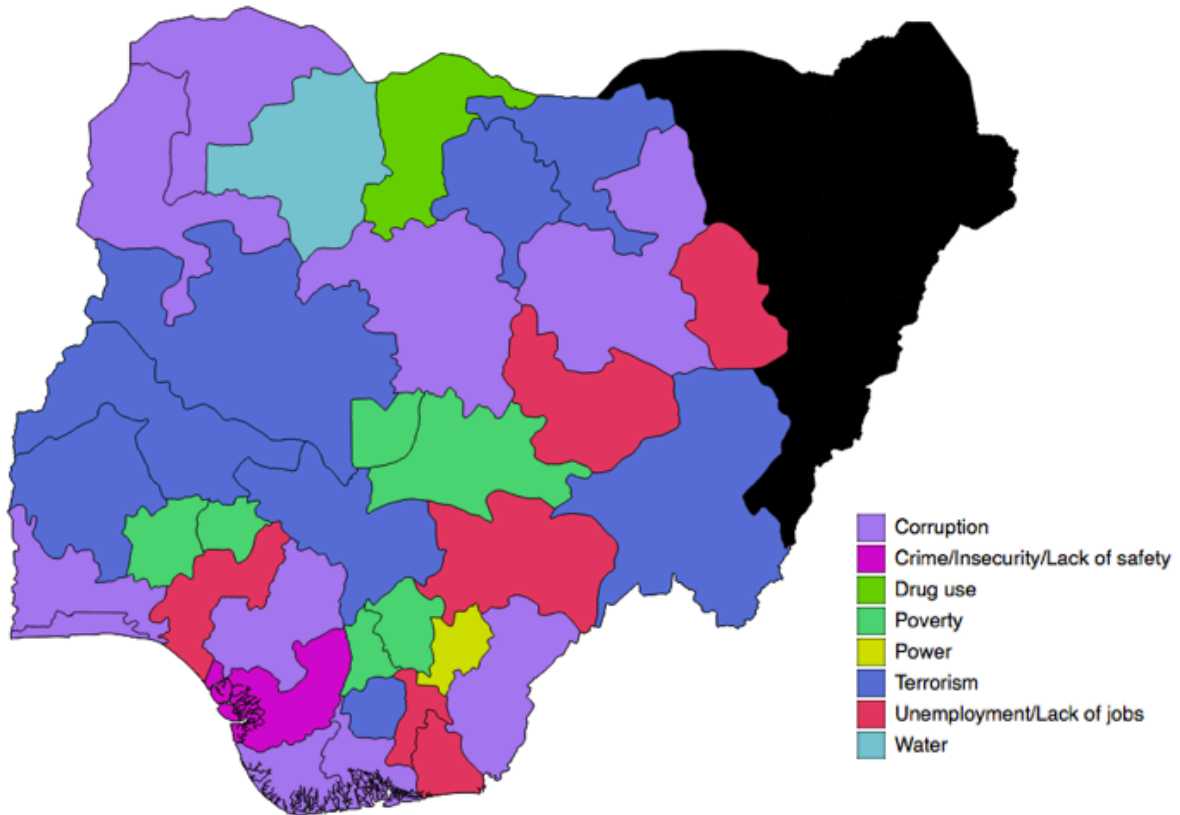 Corruption
Crime/Insecurity/Lack of safety
Drug use
Poverty
Power
Terrorism
Unemployment/Lack of jobs
Water